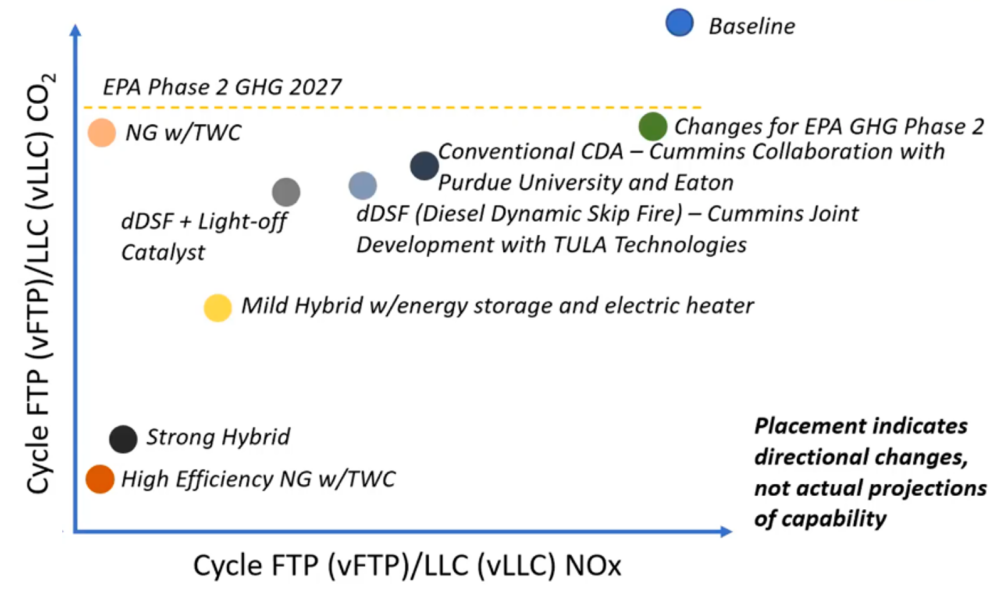 Baseline
EPA Phase 2 GHG 2027
NG w/TWC
Changes for EPA GHG Phase 2
Conventional CDA – Cummins Collaboration with
Purdue University and Eaton
dDSF (Diesel Dynamic Skip Fire) – Cummins Joint
Development with TULA Technologies
dDSF + Light-off
Catalyst
Mild Hybrid w/energy storage and electric heater
Strong Hybrid
High Efficiency NG w/TWC
Placement indicates
directional changes,
not actual projections
of capability
Cycle FTP (vFTP)/LLC (vLLC) CO₂
Cycle FTP (vFTP)/LLC (vLLC) NOx